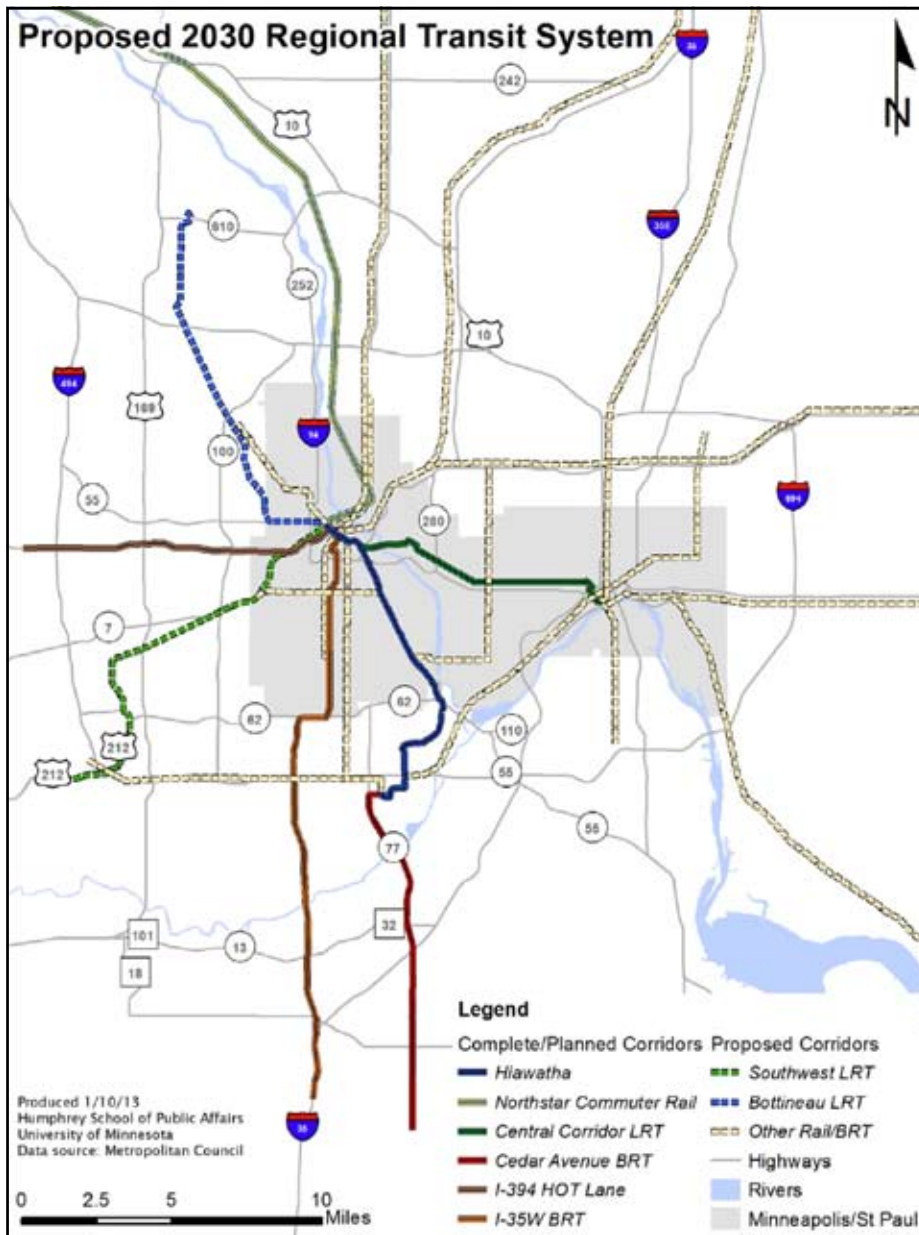 Proposed 2030 Regional Transit System
N
242
10
610
252
10
169
100
55
94
280
694
7
62
62
212
212
110
55
55
77
32
101
13
18
Legend
Complete/Planned Corridors
Hiawatha
Northstar Commuter Rail
Central Corridor LRT
Cedar Avenue BRT
I-394 HOT Lane
I-35W BRT
Proposed Corridors
Southwest LRT
Bottineau LRT
Other Rail/BRT
Highways
Rivers
Minneapolis/St Paul
Produced 1/10/13
Humphrey School of Public Affairs
University of Minnesota
Data source: Metropolitan Council
0 2.5 5 10
Miles